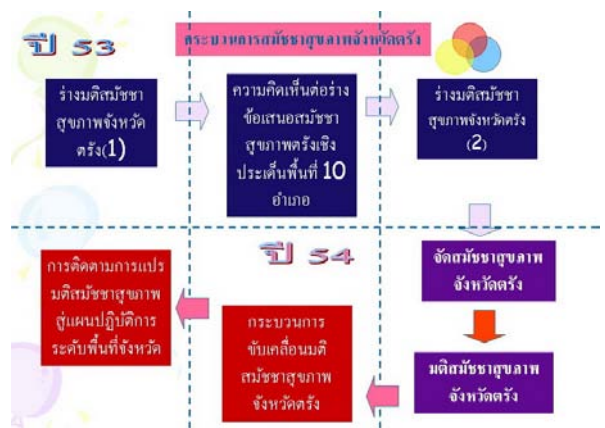 ปี 53
กระบวนการสมัชชาสุขภาพจังหวัดตรัง
ร่างมติสมัชชา
สุขภาพจังหวัด
ตรัง(1)
ความคิดเห็นต่อร่าง
ข้อเสนอสมัชชา
สุขภาพตรังเชิง
ประเด็นพื้นที่ 10
อำเภอ
ร่างมติสมัชชา
สุขภาพจังหวัดตรัง
(2)
ปี 54
จัดสมัชชาสุขภาพ
จังหวัดตรัง
มติสมัชชาสุขภาพ
จังหวัดตรัง
กระบวนการ
ขับเคลื่อนมติ
สมัชชาสุขภาพ
จังหวัดตรัง
การติดตามการแปร
มติสมัชชาสุขภาพ
สู่แผนปฏิบัติการ
ระดับพื้นที่จังหวัด